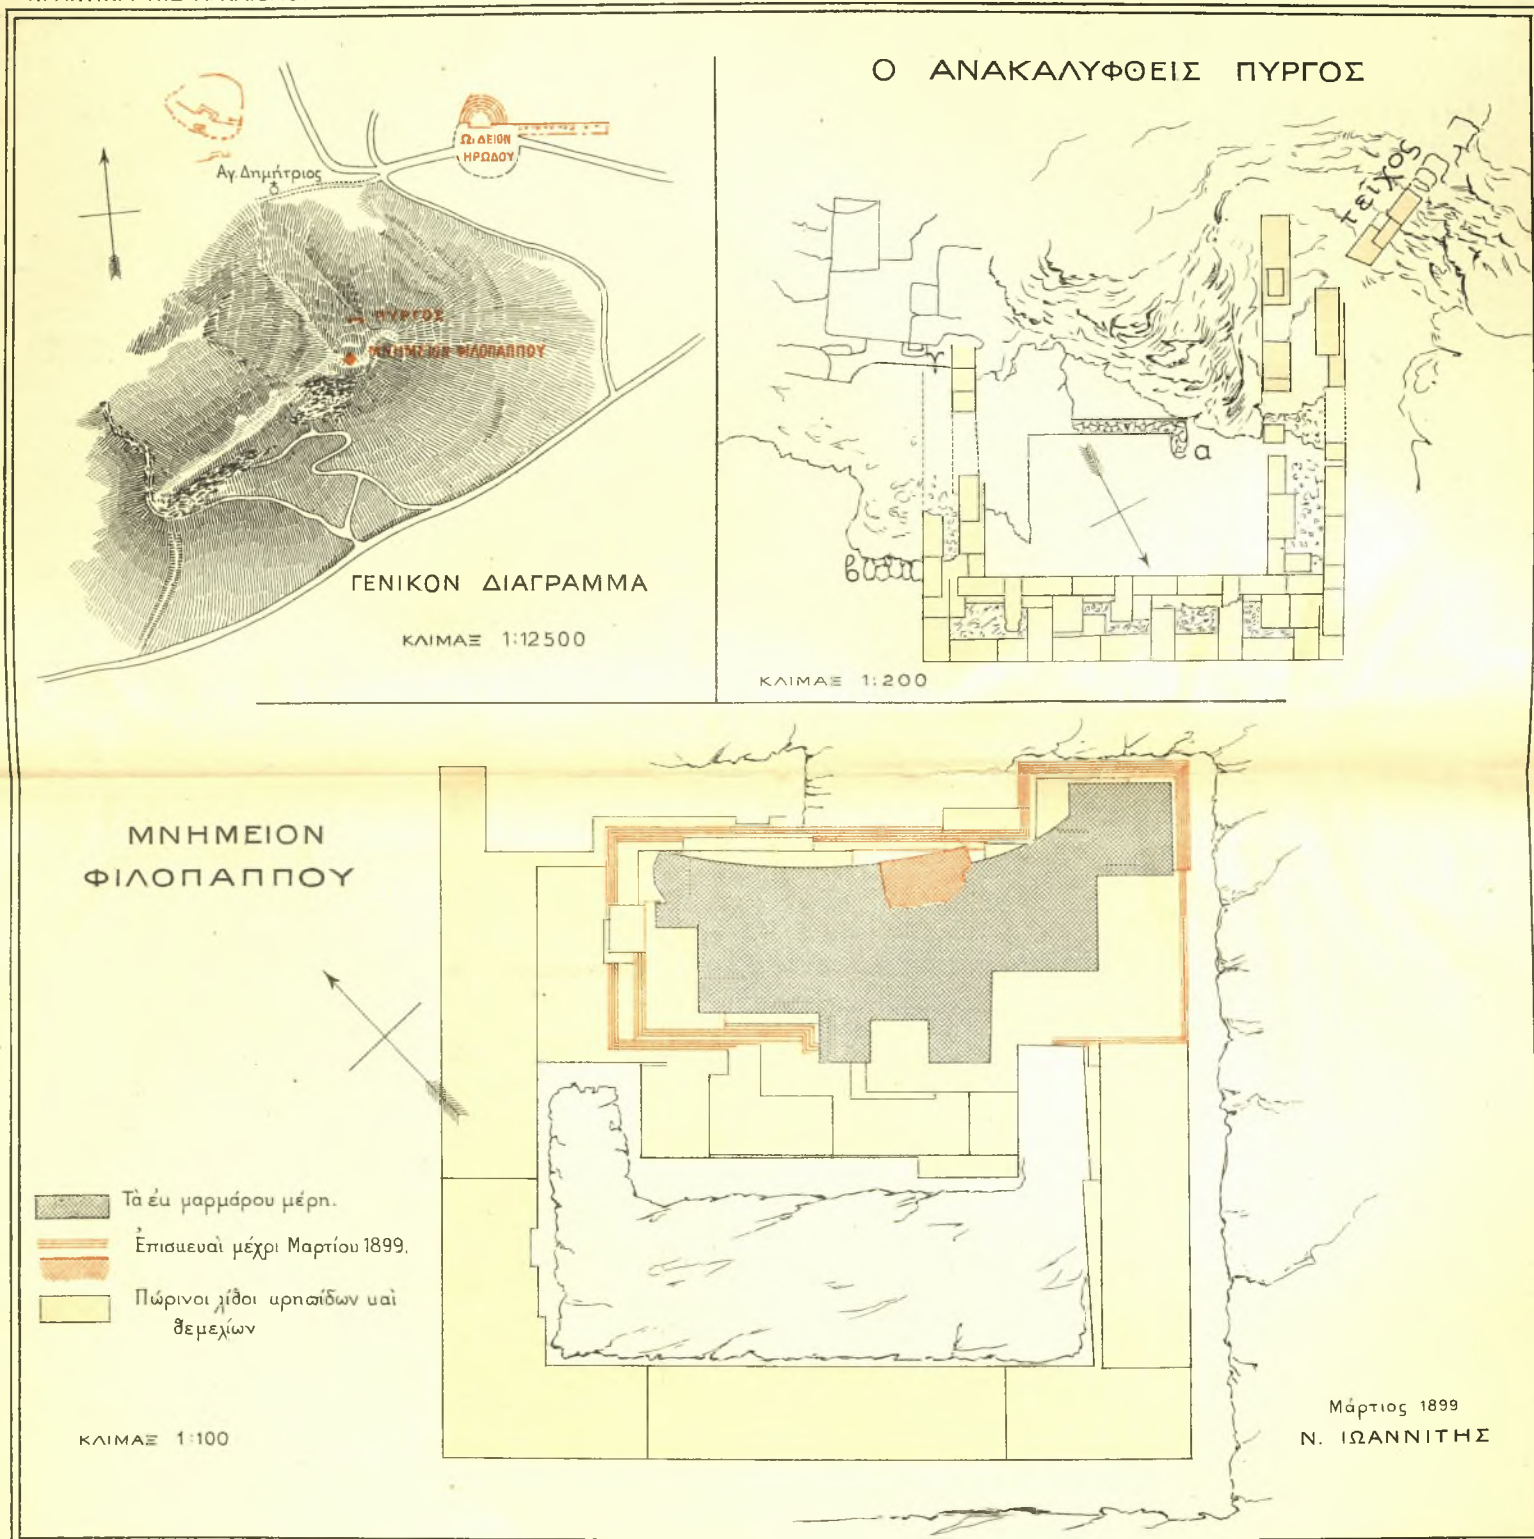 Ω. ΔΕΙΟΝ
ΗΡΩΔΟΥ
Αγ. Δημήτριος
ΠΥΡΓΟΣ
ΜΝΗΜΕΙΟΝ ΦΙΛΟΠΑΠΠΟΥ
ΓΕΝΙΚΟΝ ΔΙΑΓΡΑΜΜΑ
ΚΛΙΜΑΞ 1:12500
Ο ΑΝΑΚΑΛΥΦΘΕΙΣ ΠΥΡΓΟΣ
τεῖχος
α
β
ΚΛΙΜΑΞ 1:200
ΜΝΗΜΕΙΟΝ
ΦΙΛΟΠΑΠΠΟΥ
Τὰ ἐκ μαρμάρου μέρη.
Ἐπισκευαὶ μέχρι Μαρτίου 1899.
Πώρινοι λίθοι κρηπίδων καὶ
θεμελίων
ΚΛΙΜΑΞ 1:100
Μάρτιος 1899
Ν. ΙΩΑΝΝΙΤΗΣ